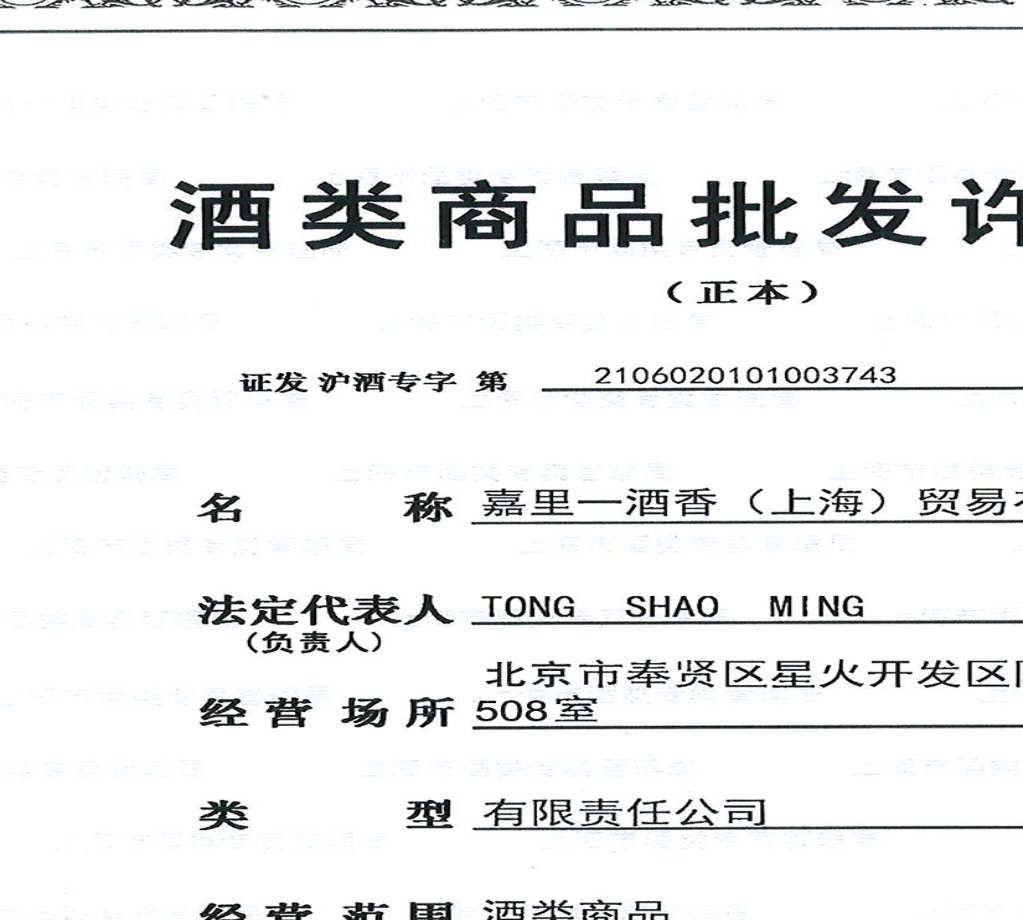 酒类商品批发许
（正本）
证发 沪酒专字 第 2106020101003743
名 称 嘉里一酒香（上海）贸易
法定代表人 TONG SHAO MING
（负责人）
北京市奉贤区星火开发区
经营场所 508室
类 型 有限责任公司
经营范围 酒类商品